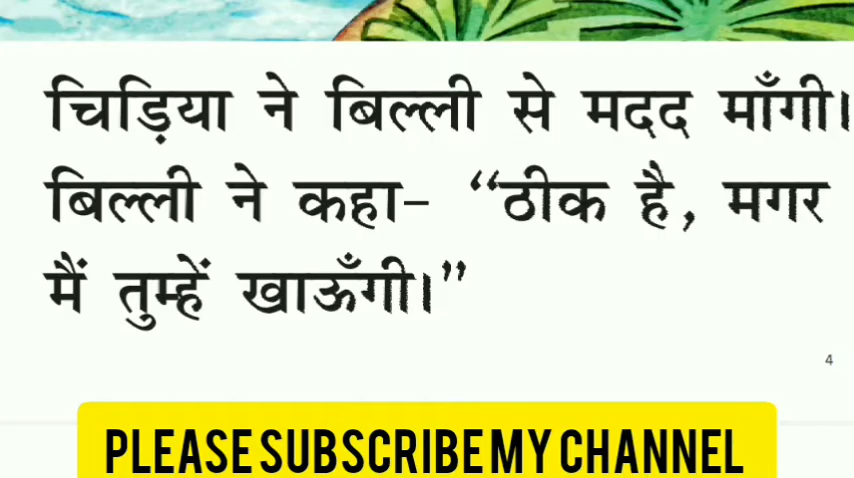 चिड़िया ने बिल्ली से मदद माँगी।
बिल्ली ने कहा- “ठीक है, मगर
मैं तुम्हें खाऊँगी।”
4
PLEASE SUBSCRIBE MY CHANNEL